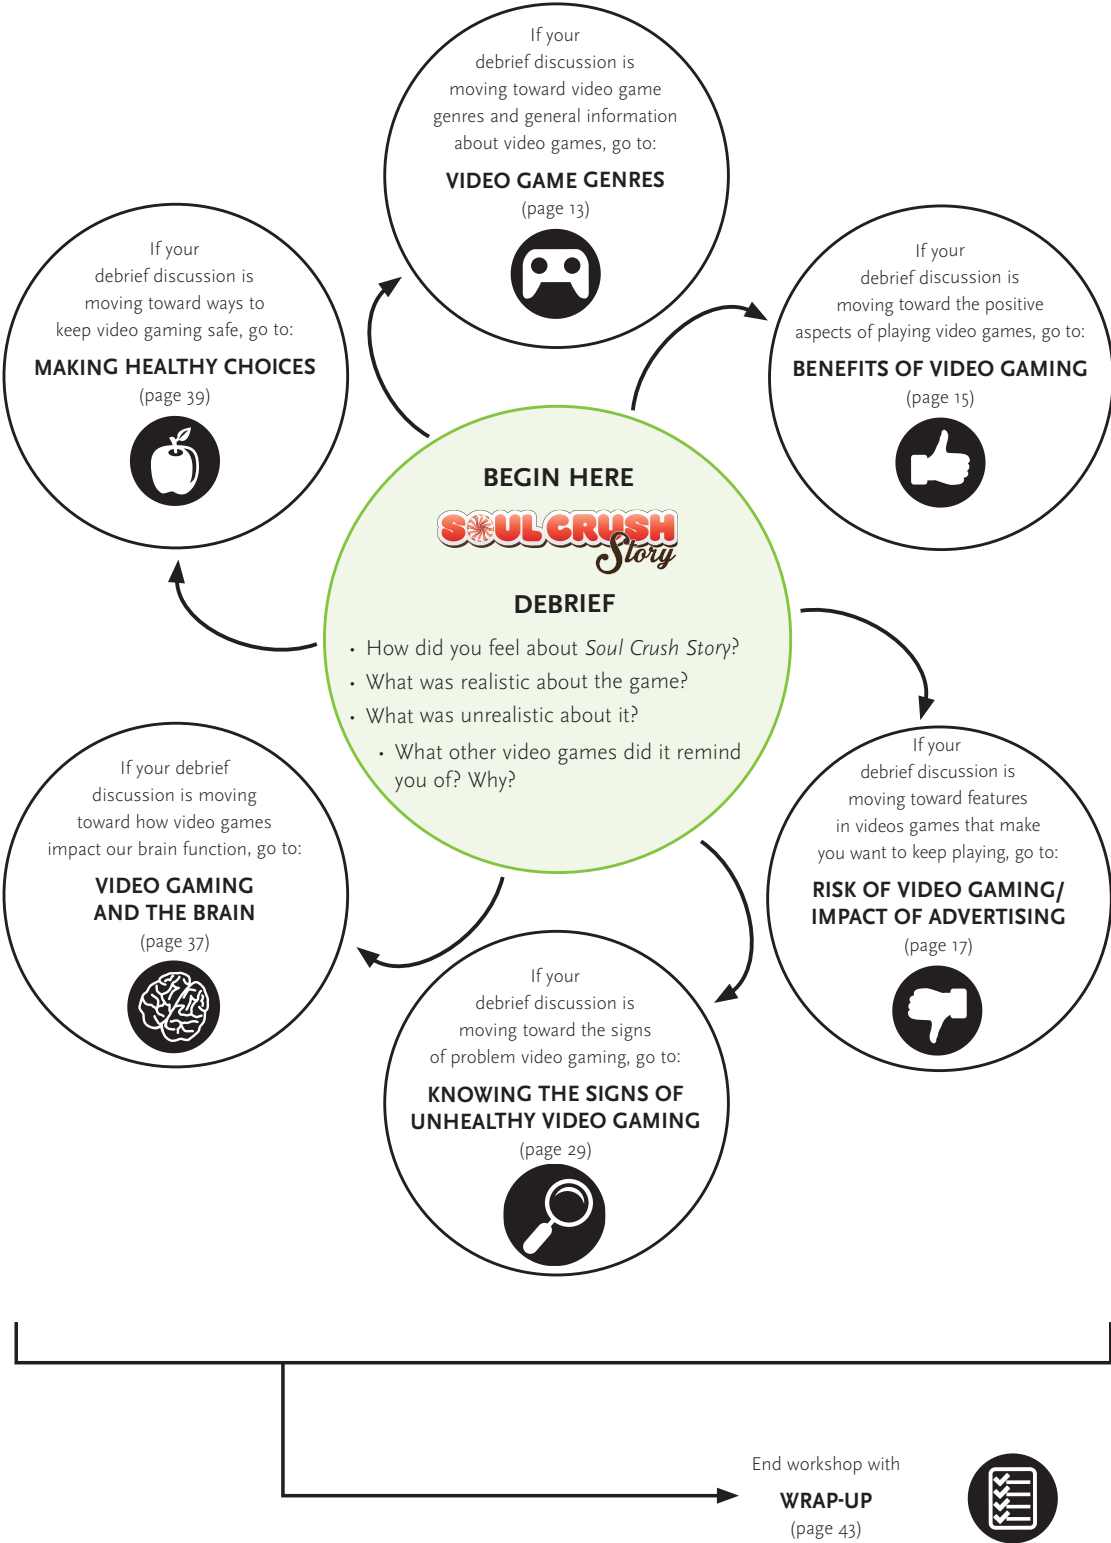 If your
debrief discussion is
moving toward video game
genres and general information
about video games, go to:
VIDEO GAME GENRES
(page 13)
If your
debrief discussion is
moving toward ways to
keep video gaming safe, go to:
MAKING HEALTHY CHOICES
(page 39)
If your
debrief discussion is
moving toward the positive
aspects of playing video games, go to:
BENEFITS OF VIDEO GAMING
(page 15)
BEGIN HERE
SOUL CRUSH
Story
DEBRIEF
• How did you feel about Soul Crush Story?
• What was realistic about the game?
• What was unrealistic about it?
• What other video games did it remind
you of? Why?
If your debrief
discussion is moving
toward how video games
impact our brain function, go to:
VIDEO GAMING
AND THE BRAIN
(page 37)
If your
debrief discussion is
moving toward features
in videos games that make
you want to keep playing, go to:
RISK OF VIDEO GAMING/
IMPACT OF ADVERTISING
(page 17)
If your
debrief discussion is
moving toward the signs
of problem video gaming, go to:
KNOWING THE SIGNS OF
UNHEALTHY VIDEO GAMING
(page 29)
End workshop with
WRAP-UP
(page 43)